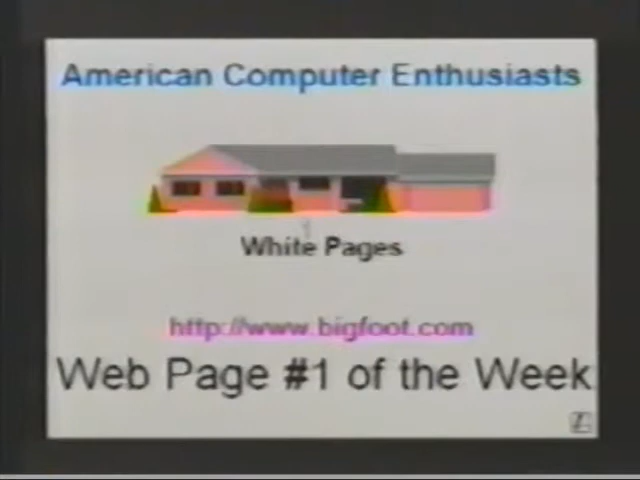 American Computer Enthusiasts
White Pages
http://www.bigfoot.com
Web Page #1 of the Week